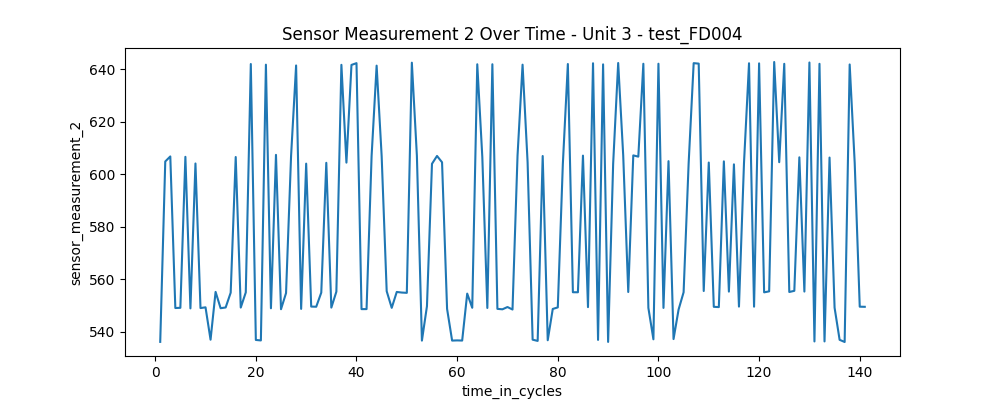 Sensor Measurement 2 Over Time - Unit 3 - test_FD004
sensor_measurement_2
640
620
600
580
560
540
0 20 40 60 80 100 120 140
time_in_cycles